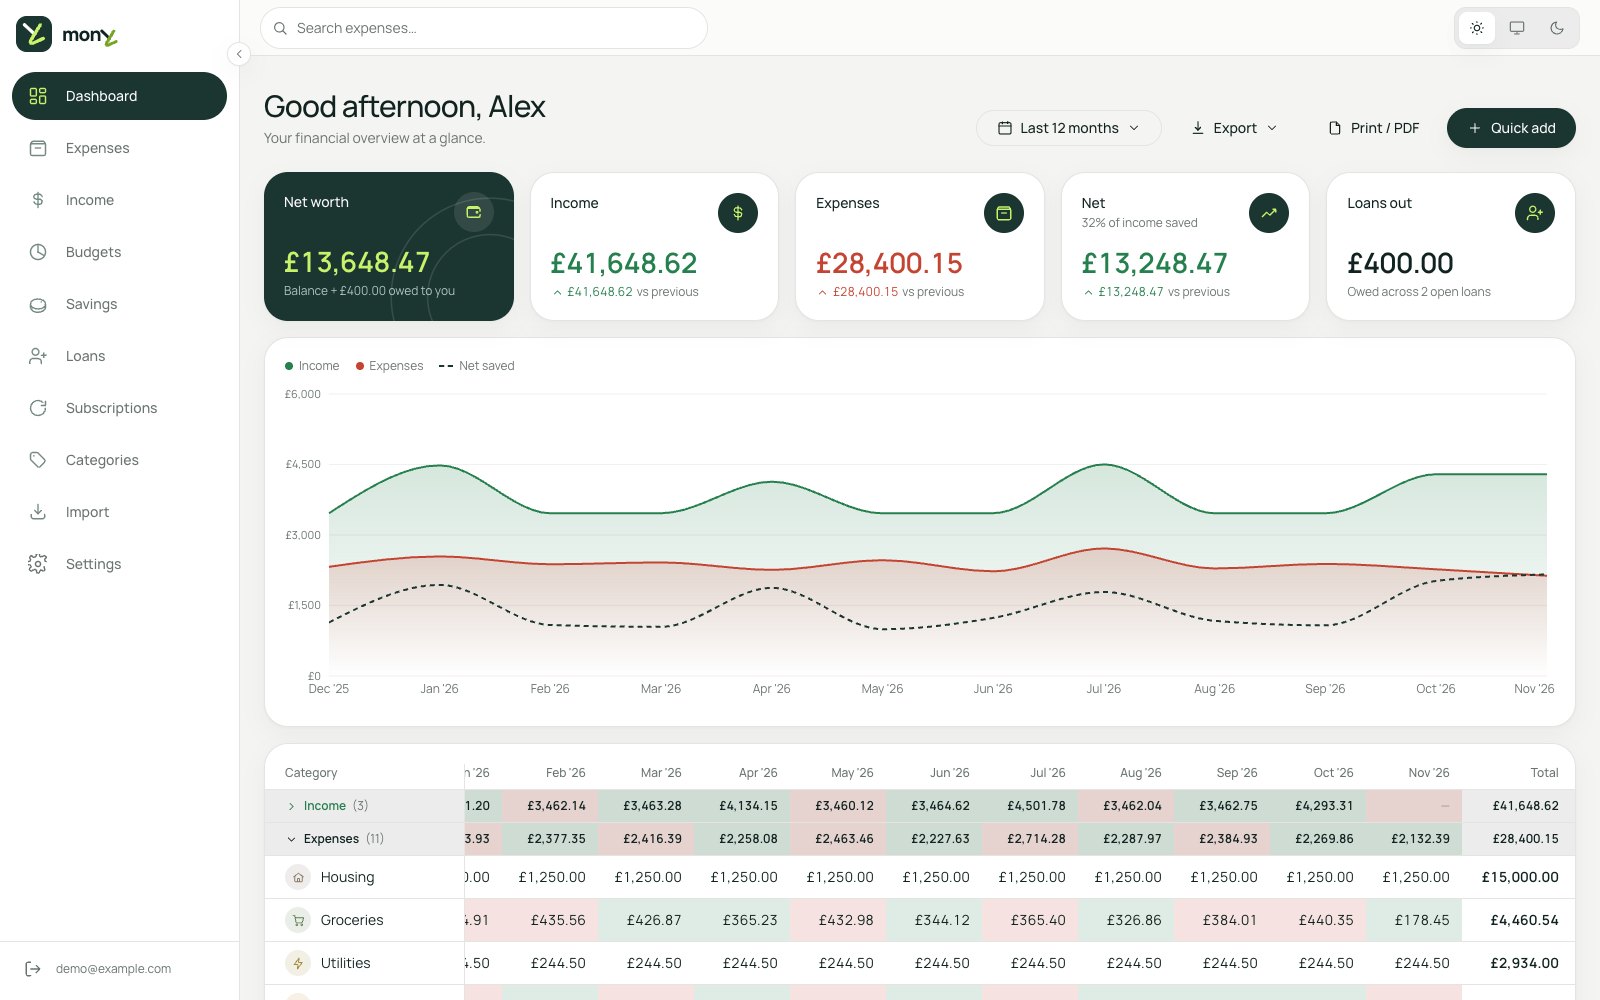 mony
Search expenses...
Dashboard
Expenses
Income
Budgets
Savings
Loans
Subscriptions
Categories
Import
Settings
demo@example.com
Good afternoon, Alex
Your financial overview at a glance.
Last 12 months
Export
Print / PDF
Quick add
Net worth
£13,648.47
Balance + £400.00 owed to you
Income
£41,648.62
£41,648.62 vs previous
Expenses
£28,400.15
£28,400.15 vs previous
Net
32% of income saved
£13,248.47
£13,248.47 vs previous
Loans out
£400.00
Owed across 2 open loans
Income Expenses Net saved
£6,000
£4,500
£3,000
£1,500
£0
Dec '25 Jan '26 Feb '26 Mar '26 Apr '26 May '26 Jun '26 Jul '26 Aug '26 Sep '26 Oct '26 Nov '26
Category '26 Feb '26 Mar '26 Apr '26 May '26 Jun '26 Jul '26 Aug '26 Sep '26 Oct '26 Nov '26 Total
Income (3) 1.20 £3,462.14 £3,463.28 £4,134.15 £3,460.12 £3,464.62 £4,501.78 £3,462.04 £3,462.75 £4,293.31 — £41,648.62
Expenses (11) 3.93 £2,377.35 £2,416.39 £2,258.08 £2,463.46 £2,227.63 £2,714.28 £2,287.97 £2,384.93 £2,269.86 £2,132.39 £28,400.15
Housing 0.00 £1,250.00 £1,250.00 £1,250.00 £1,250.00 £1,250.00 £1,250.00 £1,250.00 £1,250.00 £1,250.00 £1,250.00 £15,000.00
Groceries 4.91 £435.56 £426.87 £365.23 £432.98 £344.12 £365.40 £326.86 £384.01 £440.35 £178.45 £4,460.54
Utilities 4.50 £244.50 £244.50 £244.50 £244.50 £244.50 £244.50 £244.50 £244.50 £244.50 £244.50 £2,934.00